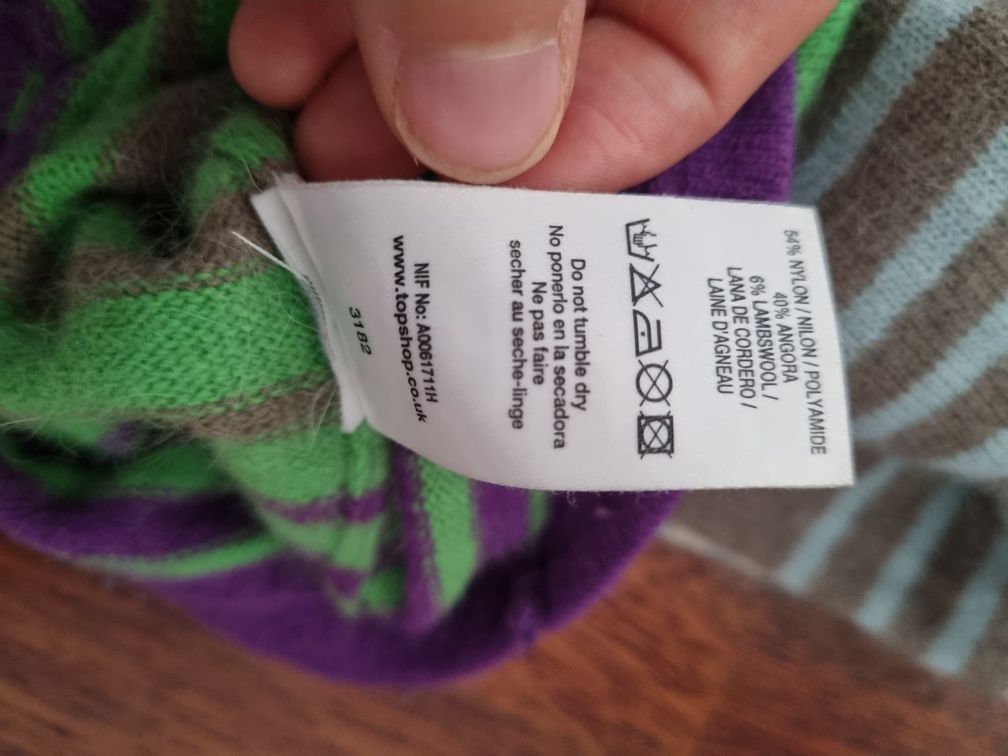 54% NYLON / NILON / POLYAMIDE
40% ANGORA
6% LAMBSWOOL /
LANA DE CORDERO /
LAINE D'AGNEAU
Do not tumble dry
No ponerlo en la secadora
Ne pas faire
secher au seche-linge
NIF No: A0061711H
www.topshop.co.uk
3182